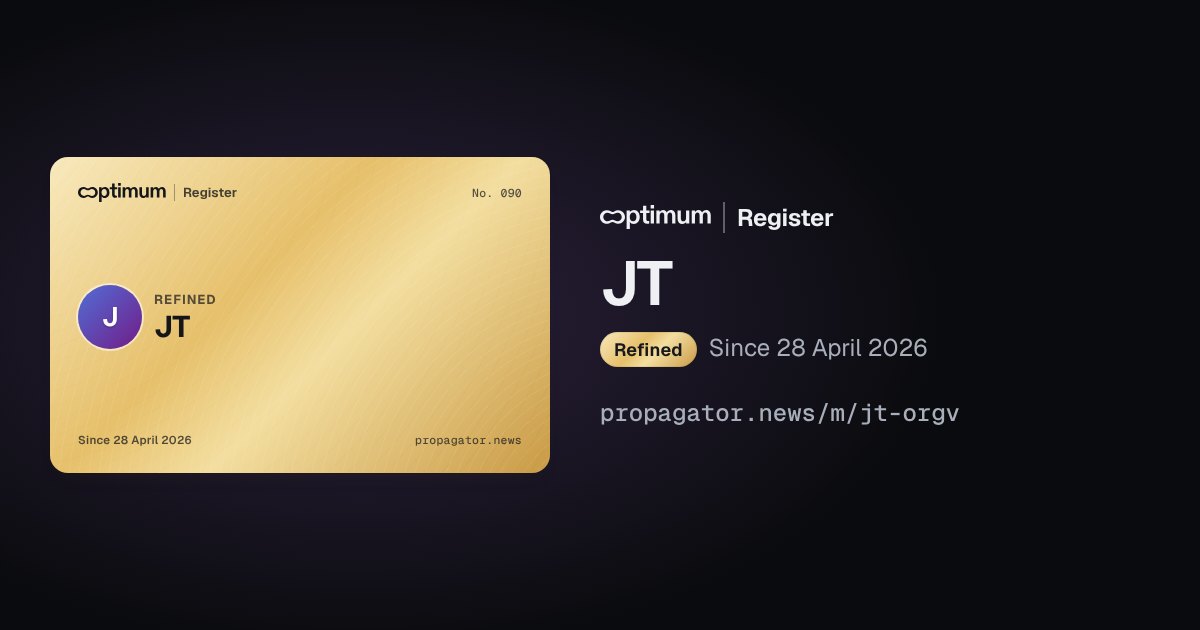 optimum | Register
No. 090
J
REFINED
JT
Since 28 April 2026
propagator.news
optimum | Register
JT
Refined Since 28 April 2026
propagator.news/m/jt-orgv